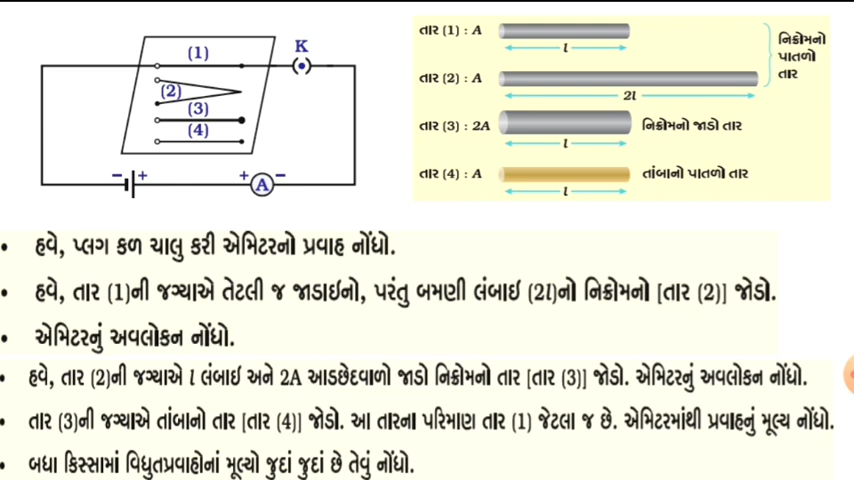 (1)
K
(2)
(3)
(4)
− +
+ A −
તાર (1) : A
l
નિક્રોમનો
પાતળો
તાર
તાર (2) : A
2l
તાર (3) : 2A
નિક્રોમનો જાડો તાર
l
તાર (4) : A
તાંબાનો પાતળો તાર
l
• હવે, પ્લગ કળ ચાલુ કરી એમિટરનો પ્રવાહ નોંધો.
• હવે, તાર (1)ની જગ્યાએ તેટલી જ જાડાઇનો, પરંતુ બમણી લંબાઇ (2l)નો નિક્રોમનો [તાર (2)] જોડો.
• એમિટરનું અવલોકન નોંધો.
• હવે, તાર (2)ની જગ્યાએ l લંબાઇ અને 2A આડછેદવાળો જાડો નિક્રોમનો તાર [તાર (3)] જોડો. એમિટરનું અવલોકન નોંધો.
• તાર (3)ની જગ્યાએ તાંબાનો તાર [તાર (4)] જોડો. આ તારના પરિમાણ તાર (1) જેટલા જ છે. એમિટરમાંથી પ્રવાહનું મૂલ્ય નોંધો.
• બધા કિસ્સામાં વિધુતપ્રવાહોનાં મૂલ્યો જુદાં જુદાં છે તેવું નોંધો.